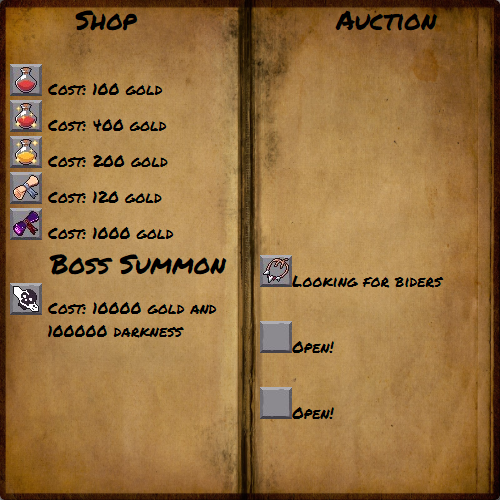 Shop
Cost: 100 gold
Cost: 400 gold
Cost: 200 gold
Cost: 120 gold
Cost: 1000 gold
Boss Summon
Cost: 10000 gold and
100000 darkness
Auction
Looking for biders
Open!
Open!